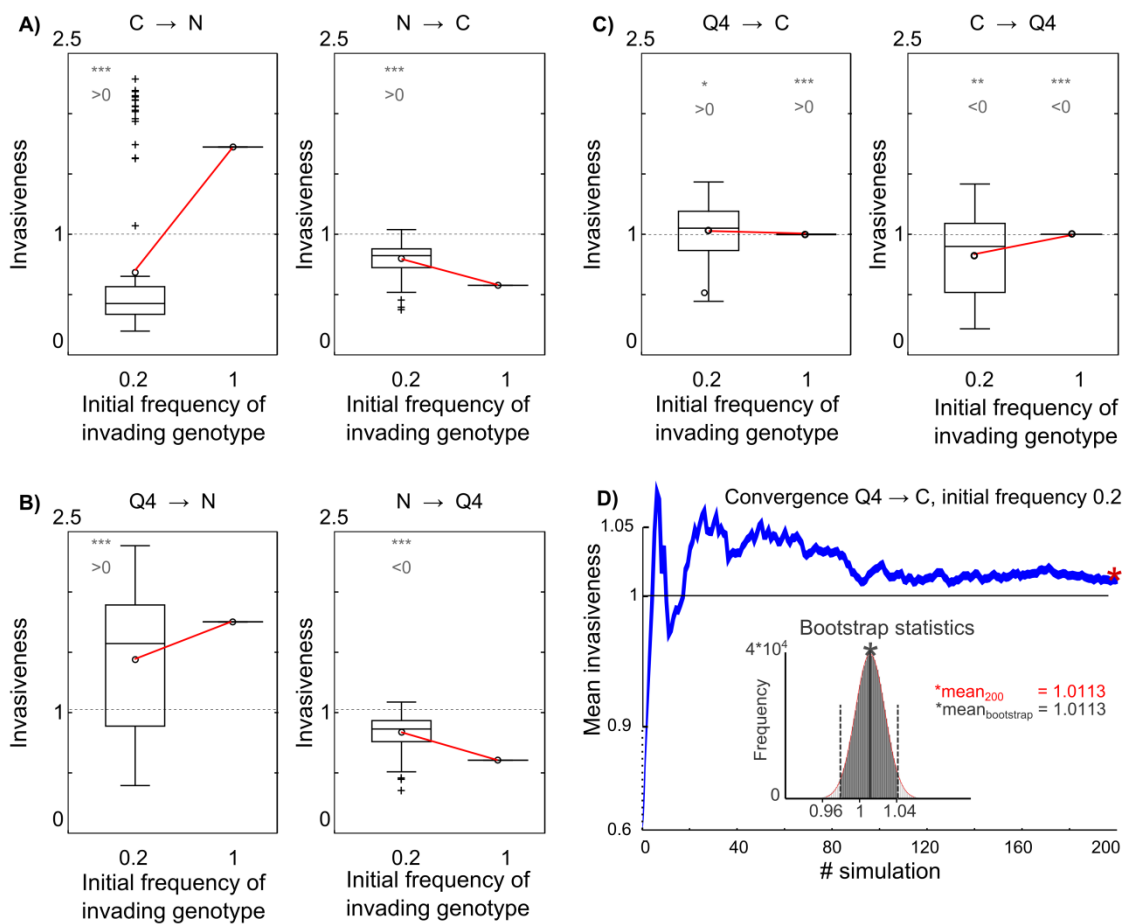 A)
C → N
2.5
***
>0
Invasiveness
1
0
0.2 1
Initial frequency of
invading genotype
N → C
2.5
***
>0
Invasiveness
1
0
0.2 1
Initial frequency of
invading genotype
C)
Q4 → C
2.5
* ***
>0 >0
Invasiveness
1
0
0.2 1
Initial frequency of
invading genotype
C → Q4
2.5
** ***
<0 <0
Invasiveness
1
0
0.2 1
Initial frequency of
invading genotype
B)
Q4 → N
2.5
***
>0
Invasiveness
1
0
0.2 1
Initial frequency of
invading genotype
N → Q4
2.5
***
<0
Invasiveness
1
0
0.2 1
Initial frequency of
invading genotype
D) Convergence Q4 → C, initial frequency 0.2
Mean invasiveness
1.05
1
0.9
0.6
*
Bootstrap statistics
4*10⁴
*
Frequency
0
0.96 1 1.04
*mean200 = 1.0113
*meanbootstrap = 1.0113
0 40 80 120 160 200
# simulation